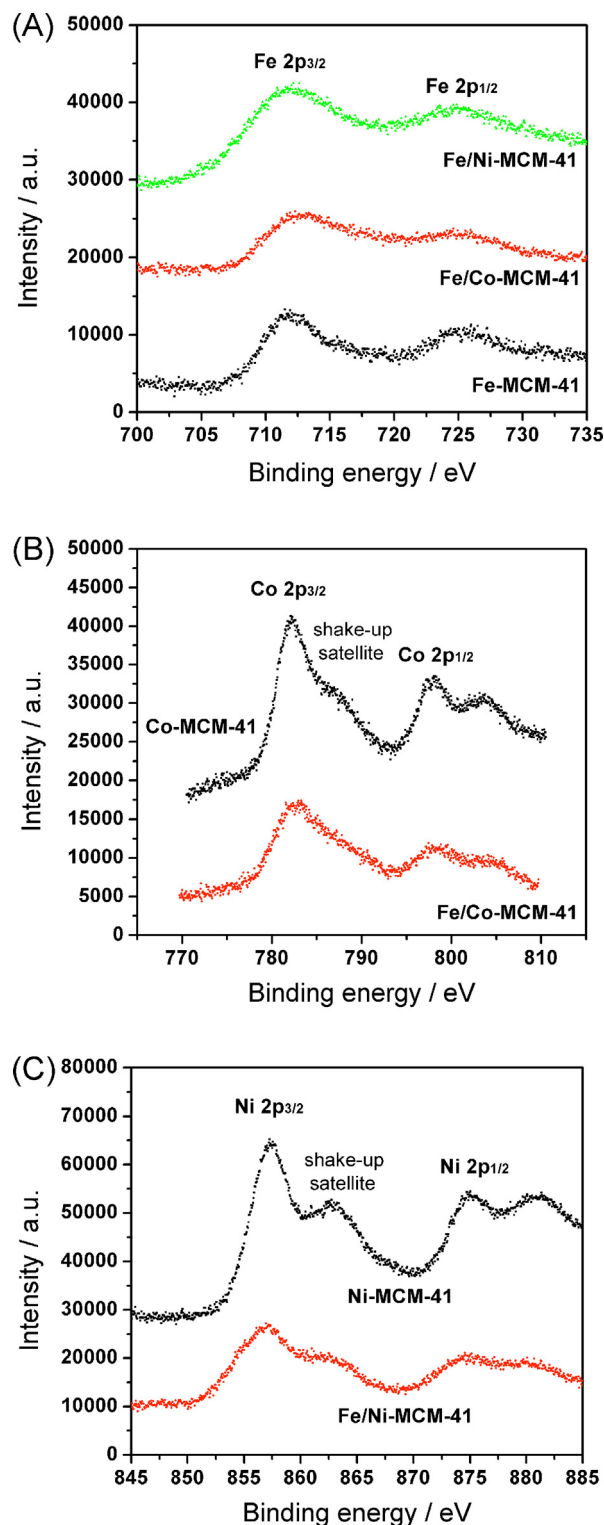 (A)
50000
40000
30000
20000
10000
0
Fe 2p3/2
Fe 2p1/2
Fe/Ni-MCM-41
Fe/Co-MCM-41
Fe-MCM-41
Intensity / a.u.
700 705 710 715 720 725 730 735
Binding energy / eV
(B)
50000
45000
40000
35000
30000
25000
20000
15000
10000
5000
0
Co 2p3/2
shake-up
satellite
Co 2p1/2
Co-MCM-41
Fe/Co-MCM-41
Intensity / a.u.
770 780 790 800 810
Binding energy / eV
(C)
80000
70000
60000
50000
40000
30000
20000
10000
0
Ni 2p3/2
shake-up
satellite
Ni 2p1/2
Ni-MCM-41
Fe/Ni-MCM-41
Intensity / a.u.
845 850 855 860 865 870 875 880 885
Binding energy / eV